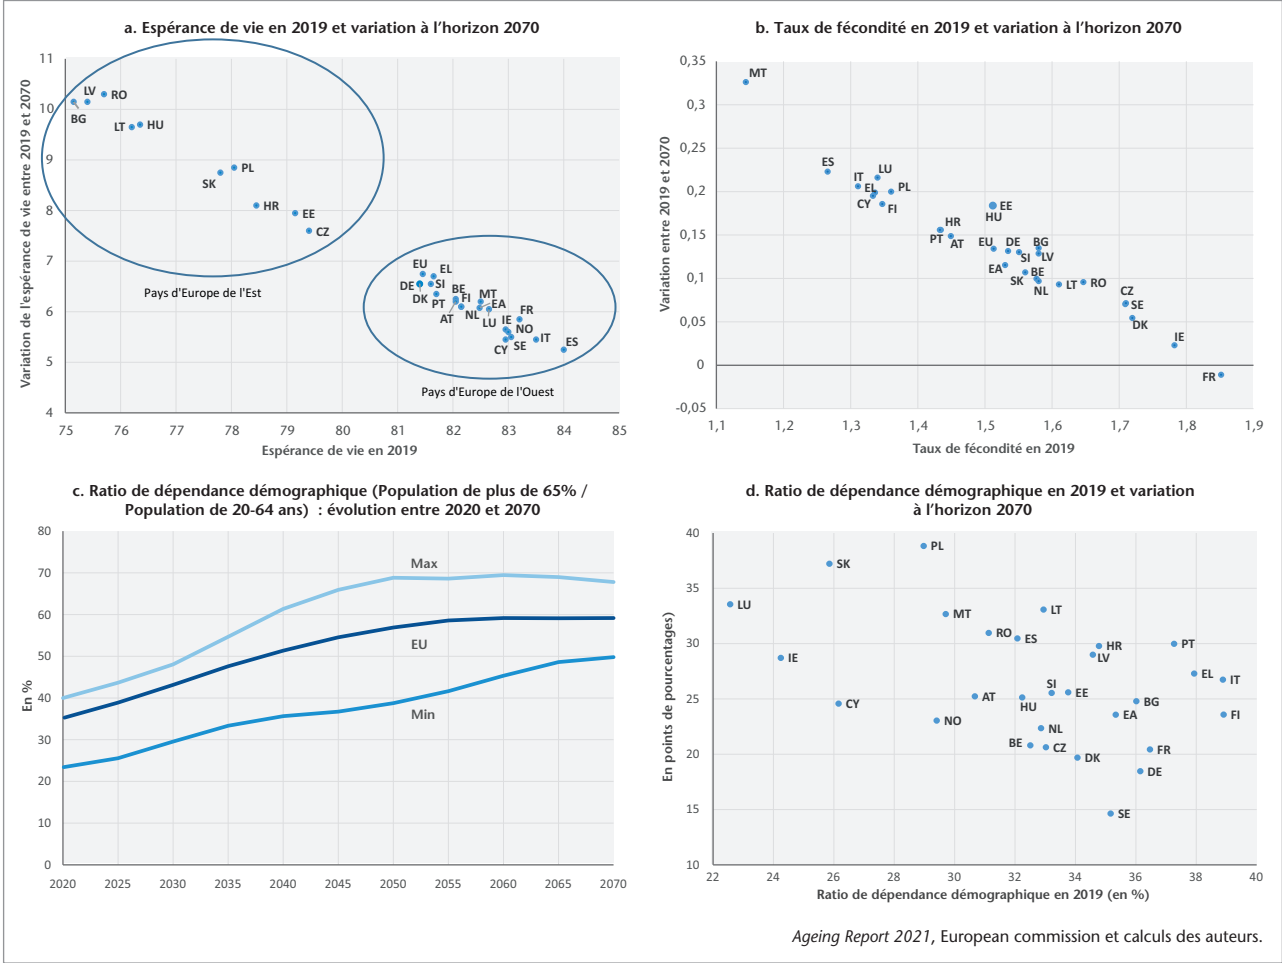 a. Espérance de vie en 2019 et variation à l'horizon 2070
Variation de l'espérance de vie entre 2019 et 2070
11
10
9
8
7
6
5
4
LV
RO
BG
LT
HU
PL
SK
HR
EE
CZ
Pays d'Europe de l'Est
EU
EL
DE
SI
DK
PT
BE
FI
AT
NL
MT
EA
LU
FR
IE
NO
CY
SE
IT
ES
Pays d'Europe de l'Ouest
75 76 77 78 79 80 81 82 83 84 85
Espérance de vie en 2019
b. Taux de fécondité en 2019 et variation à l'horizon 2070
Variation entre 2019 et 2070
0,35
0,3
0,25
0,2
0,15
0,1
0,05
0
-0,05
MT
ES
IT
LU
EL
PL
CY
FI
EE
HU
HR
PT
AT
EU
DE
BG
SI
LV
EA
SK
BE
NL
LT
RO
CZ
SE
DK
IE
FR
1,1 1,2 1,3 1,4 1,5 1,6 1,7 1,8 1,9
Taux de fécondité en 2019
c. Ratio de dépendance démographique (Population de plus de 65% /
Population de 20-64 ans) : évolution entre 2020 et 2070
En %
80
70
60
50
40
30
20
10
0
Max
EU
Min
2020 2025 2030 2035 2040 2045 2050 2055 2060 2065 2070
d. Ratio de dépendance démographique en 2019 et variation
à l'horizon 2070
En points de pourcentages)
40
35
30
25
20
15
10
PL
SK
LU
MT
LT
RO
ES
HR
LV
PT
IE
EL
IT
SI
EE
AT
HU
BG
CY
NO
EA
FI
NL
BE
CZ
DK
FR
DE
SE
22 24 26 28 30 32 34 36 38 40
Ratio de dépendance démographique en 2019 (en %)
Ageing Report 2021, European commission et calculs des auteurs.